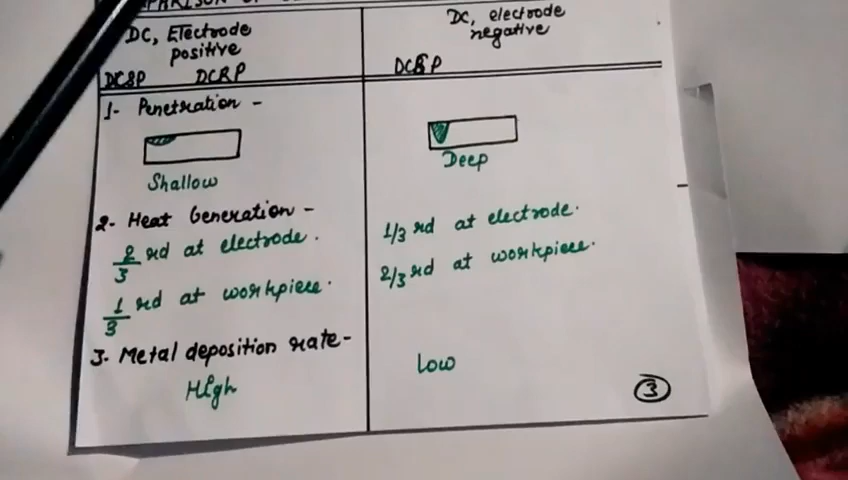 DC, Electrode
positive
DCSP DCRP
DC, electrode
negative
DCSP
1- Penetration -
Shallow
Deep
2- Heat Generation -
2/3 rd at electrode.
1/3 rd at workpiece.
1/3 rd at electrode.
2/3 rd at workpiece.
3- Metal deposition rate-
High
Low
3